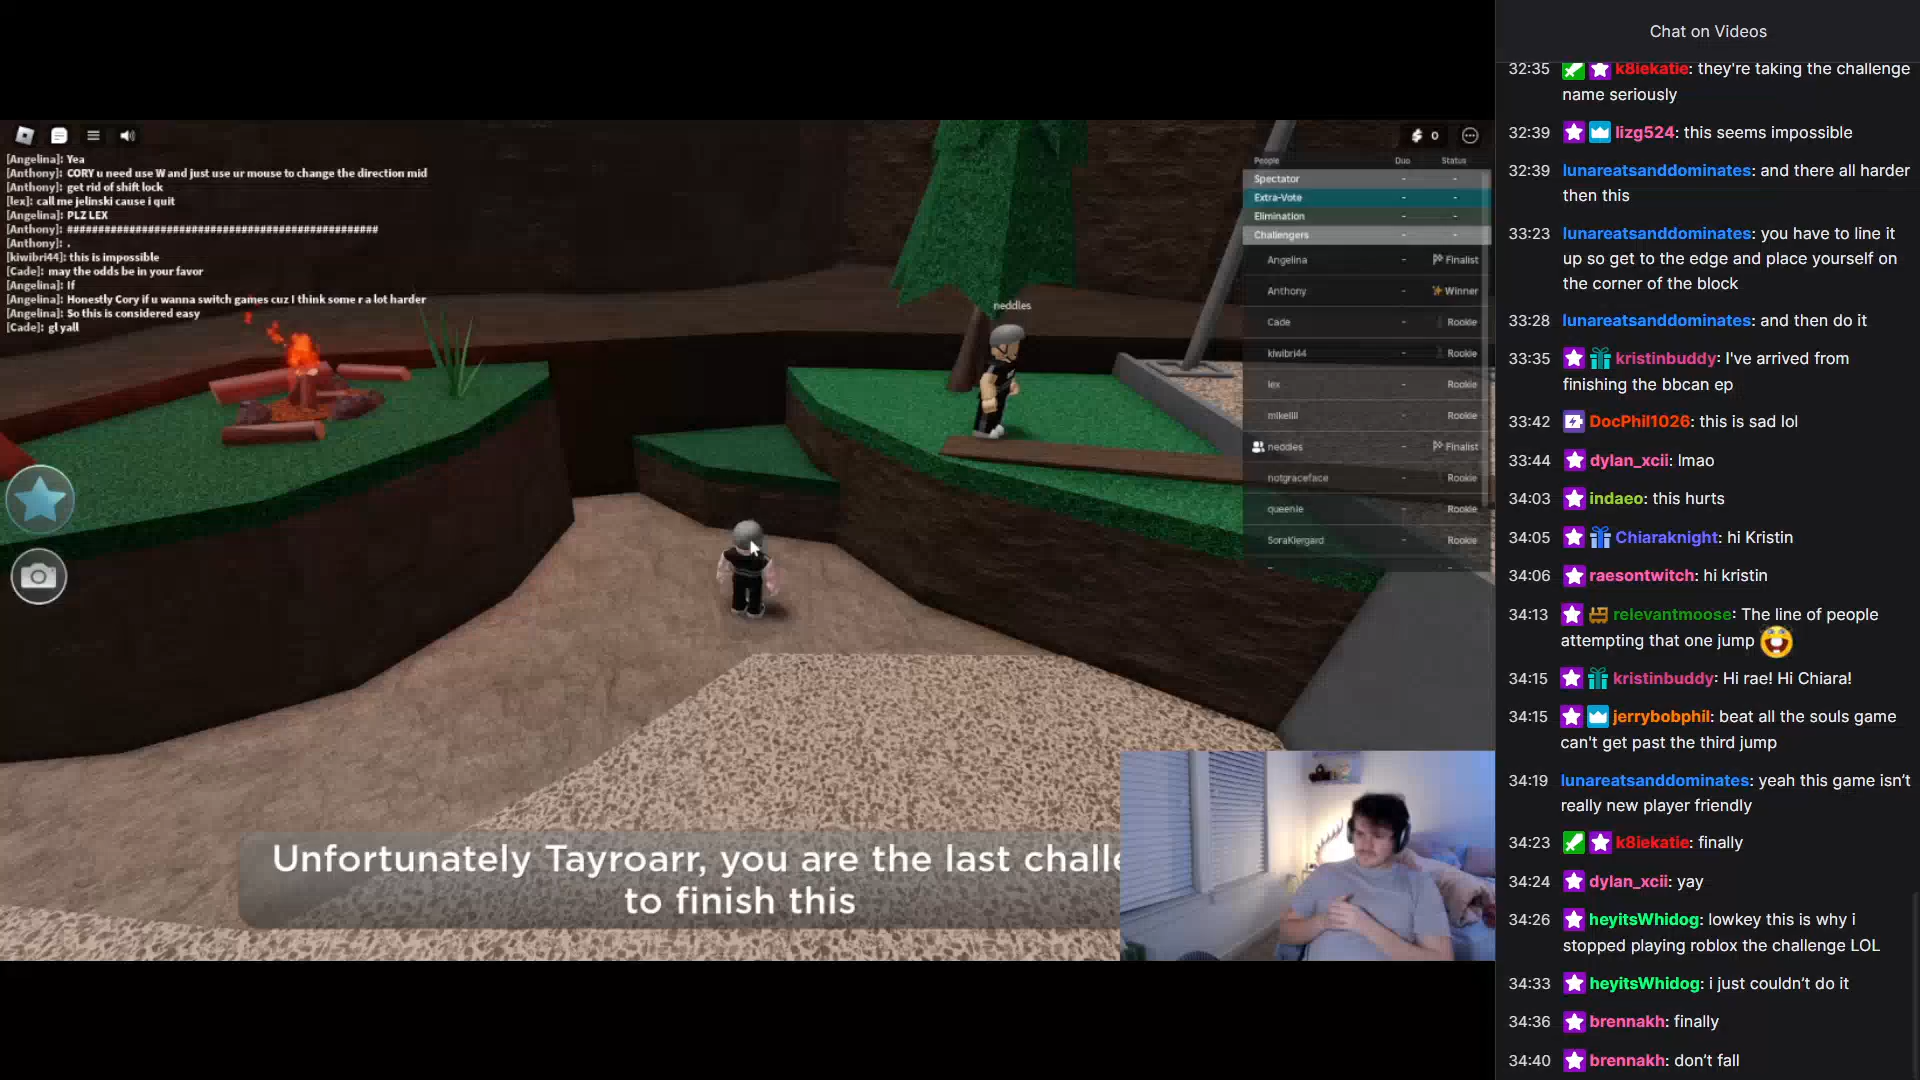 [Angelina]: Yea
[Anthony]: CORY u need use W and just use ur mouse to change the direction mid
[Anthony]: get rid of shift lock
[lex]: call me jelinski cause i quit
[Angelina]: PLZ LEX
[Anthony]: ##################################################
[Anthony]: .
[kiwibri44]: this is impossible
[Cade]: may the odds be in your favor
[Angelina]: If
[Angelina]: Honestly Cory if u wanna switch games cuz I think some r a lot harder
[Angelina]: So this is considered easy
[Cade]: gl yall
neddles
0
People Duo Status
Spectator - -
Extra-Vote - -
Elimination - -
Challengers - -
Angelina - Finalist
Anthony - Winner
Cade - Rookie
kiwibri44 - Rookie
lex - Rookie
mikellll - Rookie
neddles - Finalist
notgraceface - Rookie
queenie - Rookie
SoraKlergard - Rookie
Unfortunately Tayroarr, you are the last challe
to finish this
Chat on Videos
32:35 k8iekatie: they're taking the challenge
name seriously
32:39 lizg524: this seems impossible
32:39 lunareatsanddominates: and there all harder
then this
33:23 lunareatsanddominates: you have to line it
up so get to the edge and place yourself on
the corner of the block
33:28 lunareatsanddominates: and then do it
33:35 kristinbuddy: I've arrived from
finishing the bbcan ep
33:42 DocPhil1026: this is sad lol
33:44 dylan_xcii: lmao
34:03 indaeo: this hurts
34:05 Chiaraknight: hi Kristin
34:06 raesontwitch: hi kristin
34:13 relevantmoose: The line of people
attempting that one jump
34:15 kristinbuddy: Hi rae! Hi Chiara!
34:15 jerrybobphil: beat all the souls game
can't get past the third jump
34:19 lunareatsanddominates: yeah this game isn’t
really new player friendly
34:23 k8iekatie: finally
34:24 dylan_xcii: yay
34:26 heyitsWhidog: lowkey this is why i
stopped playing roblox the challenge LOL
34:33 heyitsWhidog: i just couldn’t do it
34:36 brennakh: finally
34:40 brennakh: don’t fall